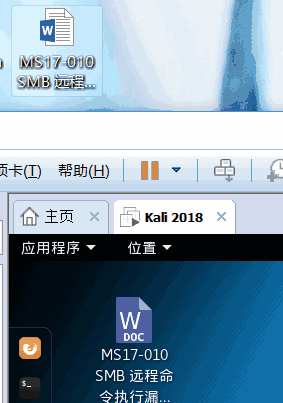 MS17-010
SMB 远程...
项卡(T) 帮助(H)
主页 Kali 2018
应用程序 位置
W
DOC
MS17-010
SMB 远程命
令执行漏...